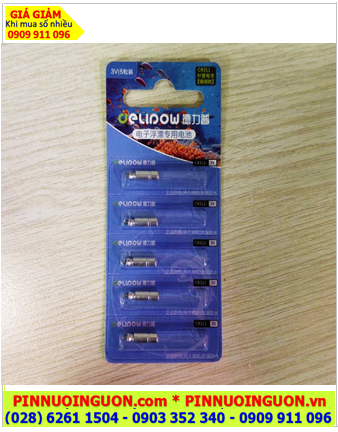 GIÁ GIẢM
Khi mua số nhiều
0909 911 096
3V|5粒装
CR311
delipow 德力普
电子浮漂专用电池
CR311 3V
CR311 3V
CR311 3V
CR311 3V
CR311 3V
PINNUOINGUON.com * PINNUOINGUON.vn
(028) 6261 1504 - 0903 352 340 - 0909 911 096